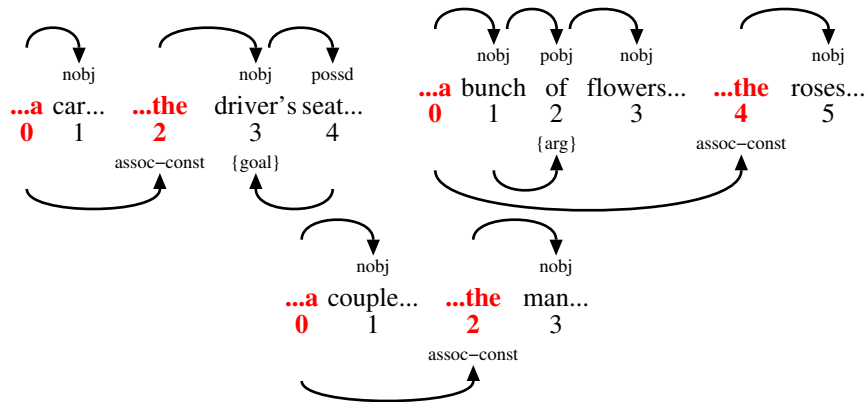 nobj nobj possd
...a car... ...the driver's seat...
0 1 2 3 4
assoc−const {goal}
nobj pobj nobj nobj
...a bunch of flowers... ...the roses...
0 1 2 3 4 5
{arg} assoc−const
nobj nobj
...a couple... ...the man...
0 1 2 3
assoc−const